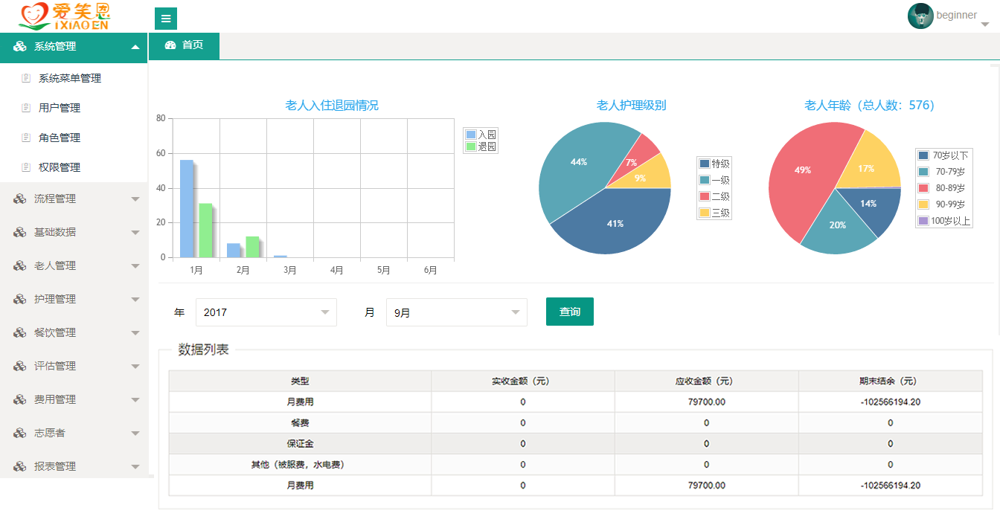 爱笑恩
IXIAOEN
beginner
系统管理
首页
系统菜单管理
用户管理
角色管理
权限管理
流程管理
基础数据
老人管理
护理管理
餐饮管理
评估管理
费用管理
志愿者
报表管理
老人入住退园情况
80
60
40
20
0
1月 2月 3月 4月 5月 6月
入园
退园
老人护理级别
44%
7%
9%
41%
特级
一级
二级
三级
老人年龄（总人数：576）
49%
17%
14%
20%
70岁以下
70-79岁
80-89岁
90-99岁
100岁以上
年 2017 月 9月 查询
数据列表
类型 实收金额（元） 应收金额（元） 期末结余（元）
月费用 0 79700.00 -102566194.20
餐费 0 0 0
保证金 0 0 0
其他（被服费，水电费） 0 0 0
月费用 0 79700.00 -102566194.20